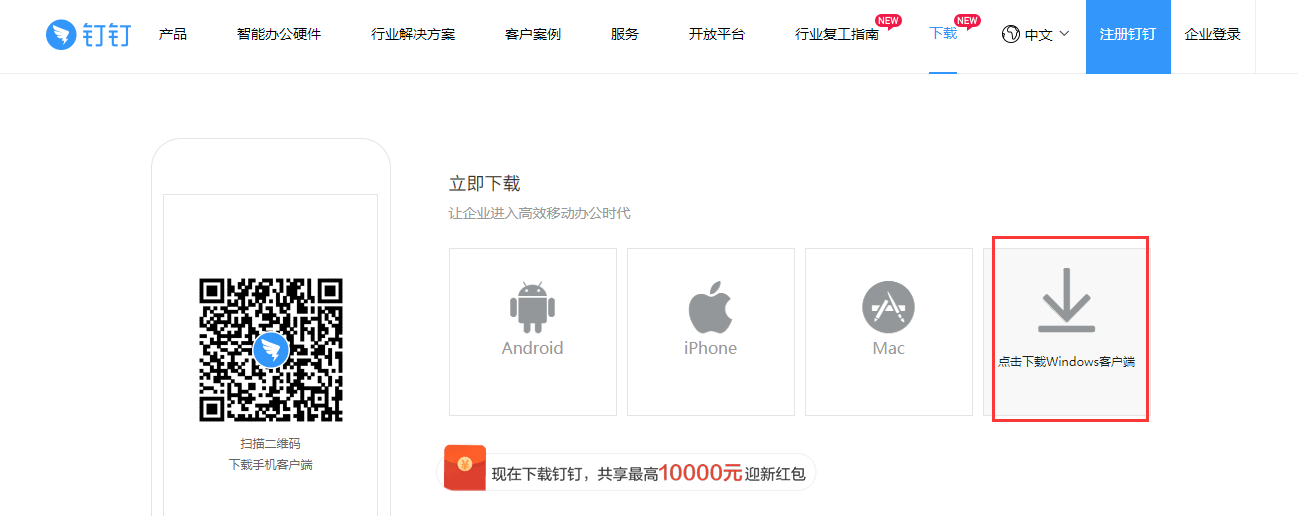 钉钉 产品 智能办公硬件 行业解决方案 客户案例 服务 开放平台 行业复工指南 NEW 下载 NEW 中文 注册钉钉 企业登录
立即下载
让企业进入高效移动办公时代
Android iPhone Mac 点击下载Windows客户端
扫描二维码
下载手机客户端
¥ 现在下载钉钉，共享最高10000元迎新红包